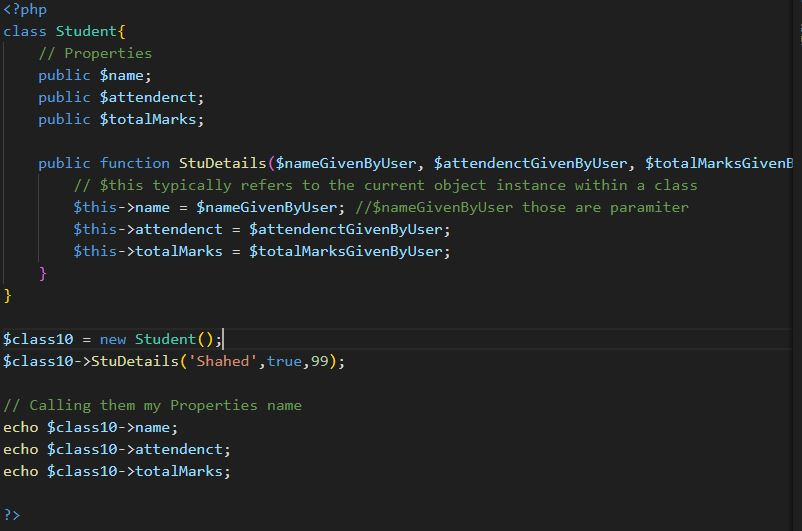 <?php
class Student{
    // Properties
    public $name;
    public $attendenct;
    public $totalMarks;

    public function StuDetails($nameGivenByUser, $attendenctGivenByUser, $totalMarksGivenB
        // $this typically refers to the current object instance within a class
        $this->name = $nameGivenByUser; //$nameGivenByUser those are paramiter
        $this->attendenct = $attendenctGivenByUser;
        $this->totalMarks = $totalMarksGivenByUser;
    }
}

$class10 = new Student();
$class10->StuDetails('Shahed',true,99);

// Calling them my Properties name
echo $class10->name;
echo $class10->attendenct;
echo $class10->totalMarks;

?>